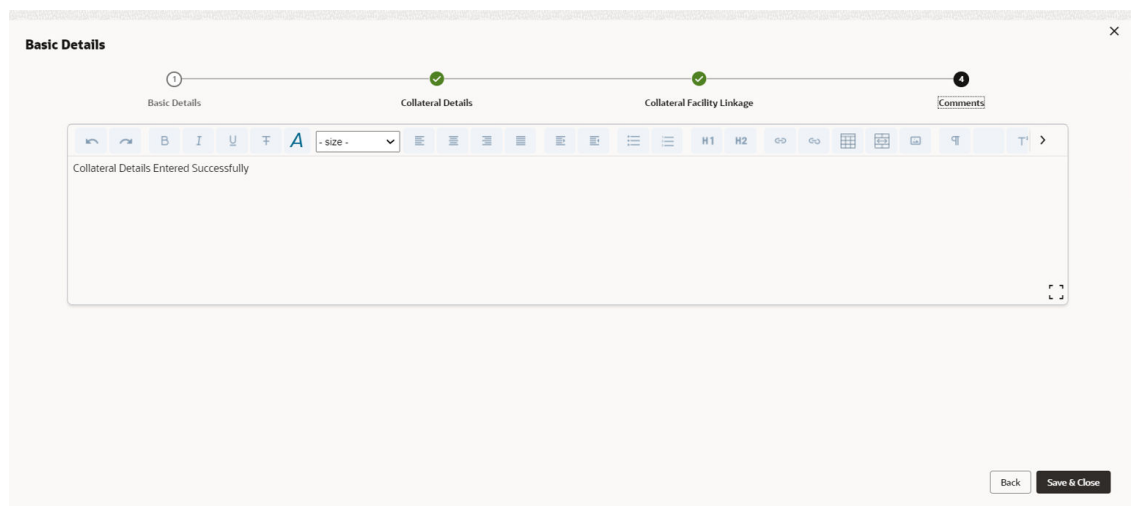 Basic Details
1
4
Basic Details
Collateral Details
Collateral Facility Linkage
Comments
B I U T A - size - H1 H2 ¶ T
Collateral Details Entered Successfully
Back
Save & Close